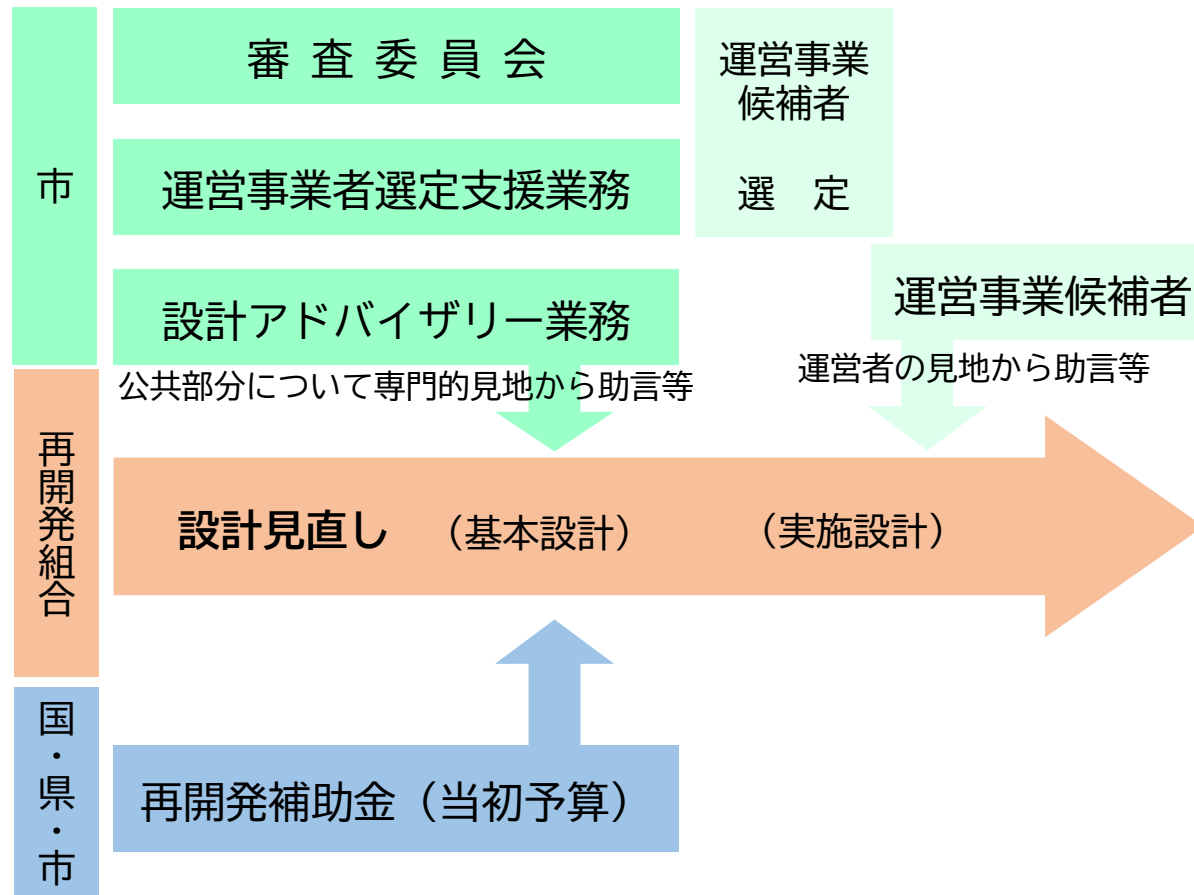 市
審査委員会
運営事業
候補者
選　定
運営事業者選定支援業務
設計アドバイザリー業務
公共部分について専門的見地から助言等
運営事業候補者
運営者の見地から助言等
再開発組合
設計見直し　（基本設計）　（実施設計）
国・県・市
再開発補助金（当初予算）